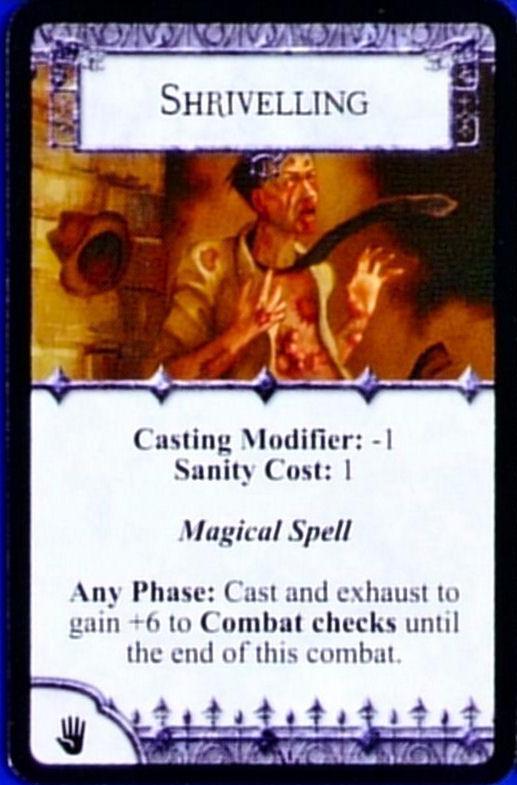 SHRIVELLING
Casting Modifier: -1
Sanity Cost: 1
Magical Spell
Any Phase: Cast and exhaust to
gain +6 to Combat checks until
the end of this combat.